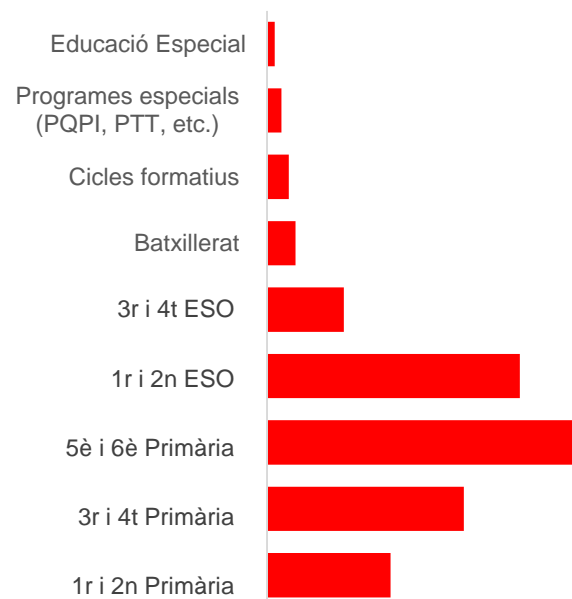 Educació Especial
Programes especials
(PQPI, PTT, etc.)
Cicles formatius
Batxillerat
3r i 4t ESO
1r i 2n ESO
5è i 6è Primària
3r i 4t Primària
1r i 2n Primària